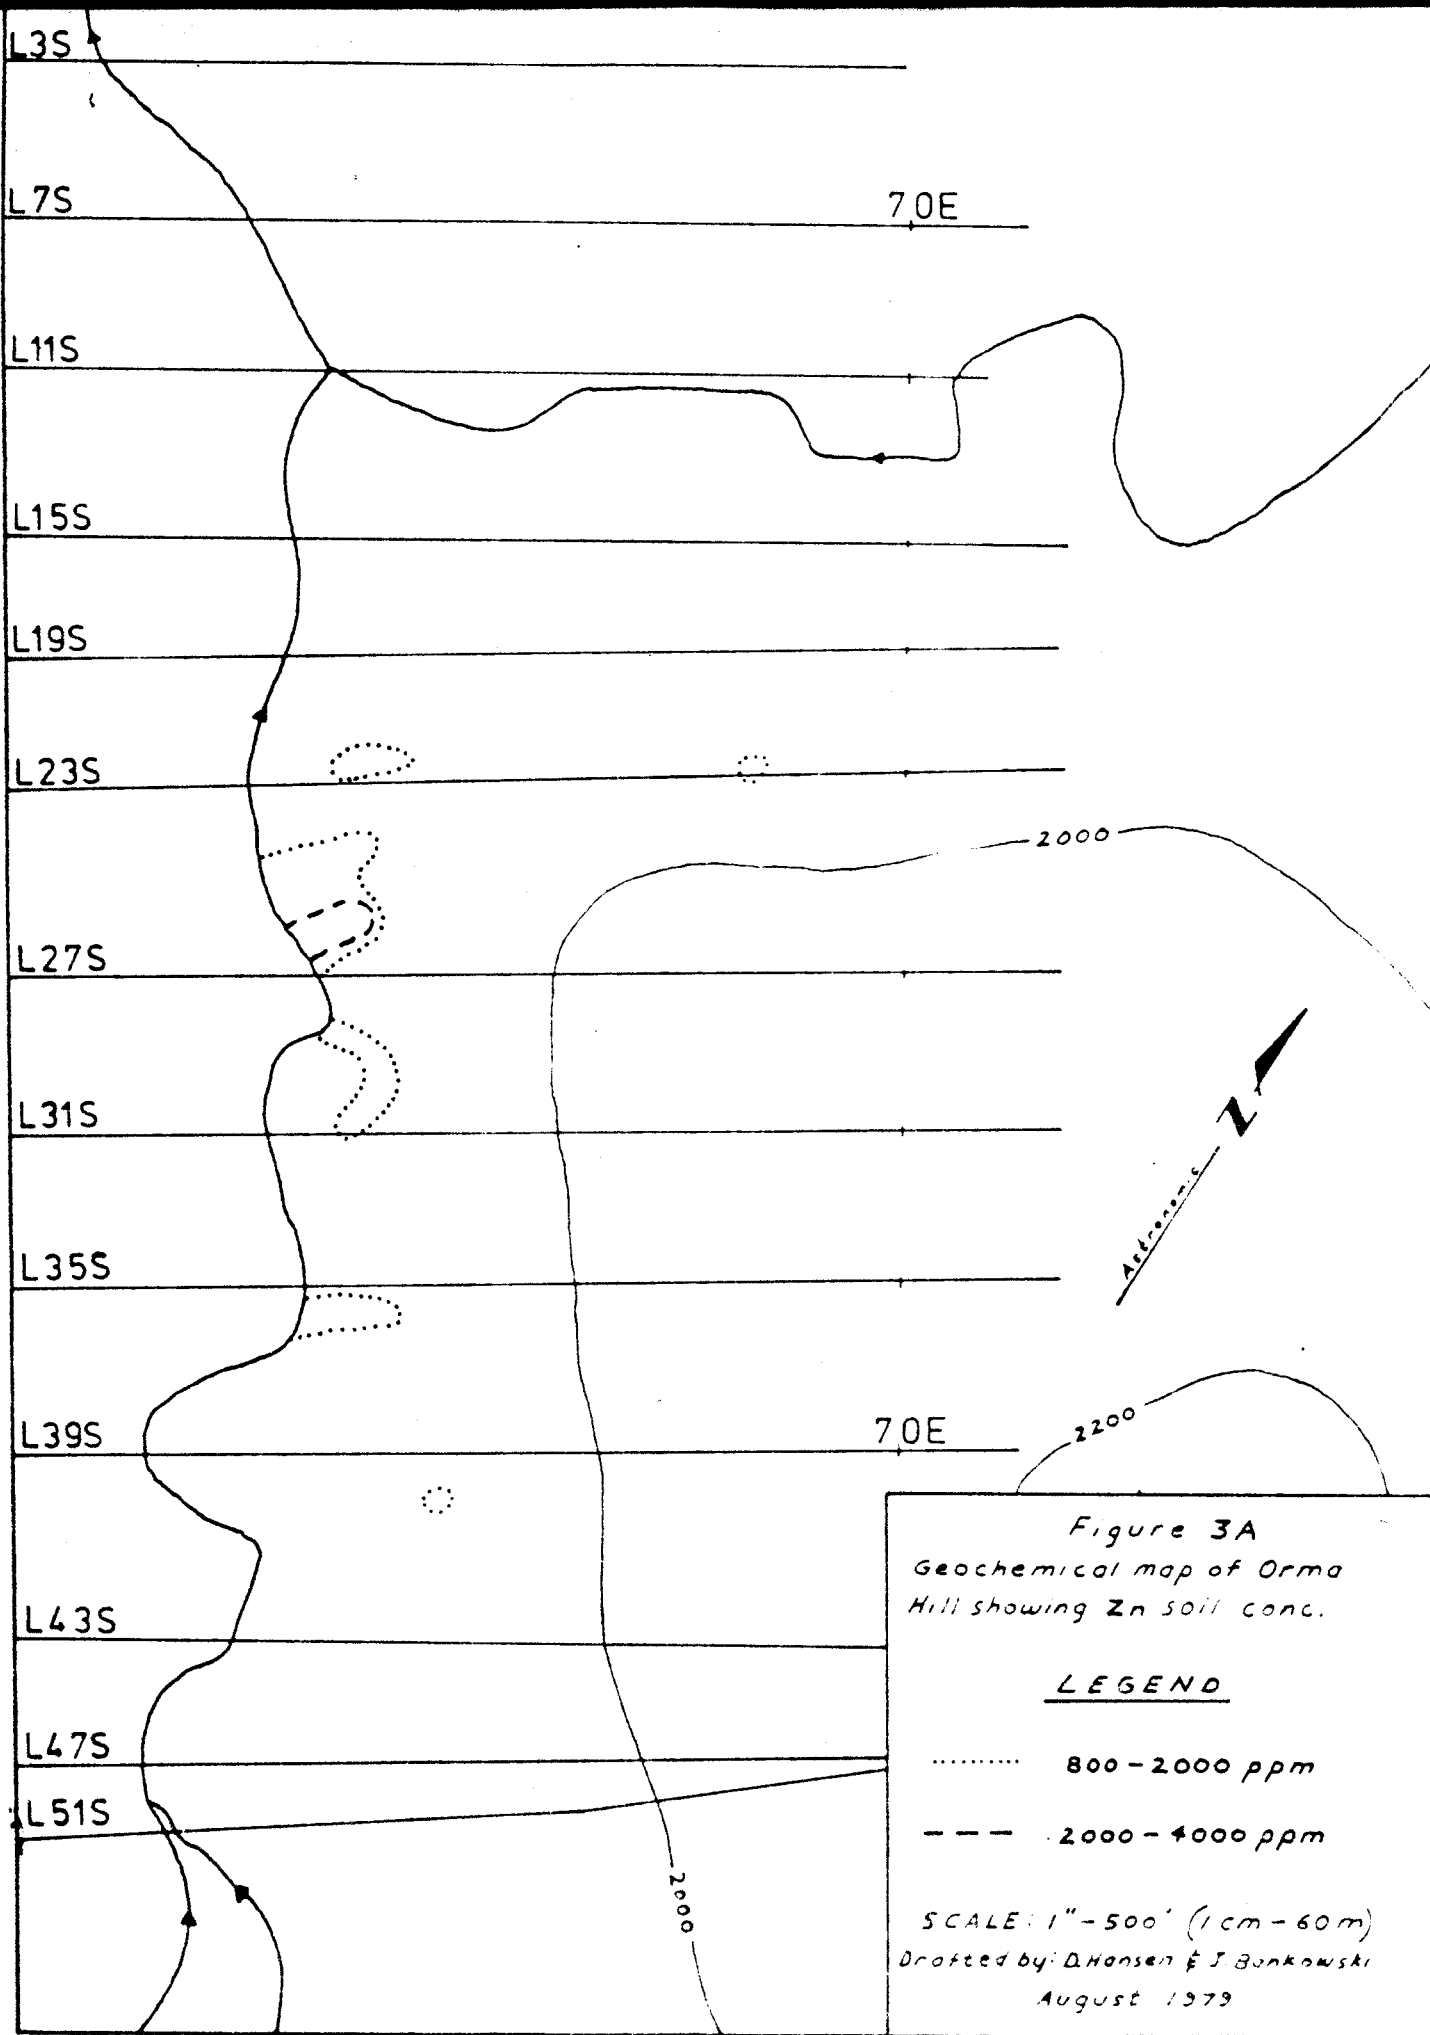 L3S
L7S
70E
L11S
L15S
L19S
L23S
2000
L27S
N
L31S
Astronomic
L35S
2200
L39S
70E
Figure 3A
Geochemical map of Orma
Hill showing Zn soil conc.
L43S
LEGEND
L47S
800-2000 ppm
L51S
2000-4000 ppm
2000
SCALE: 1"-500' (1cm-60m)
Drafted by: D.Hansen & J.Bankowski
August 1979